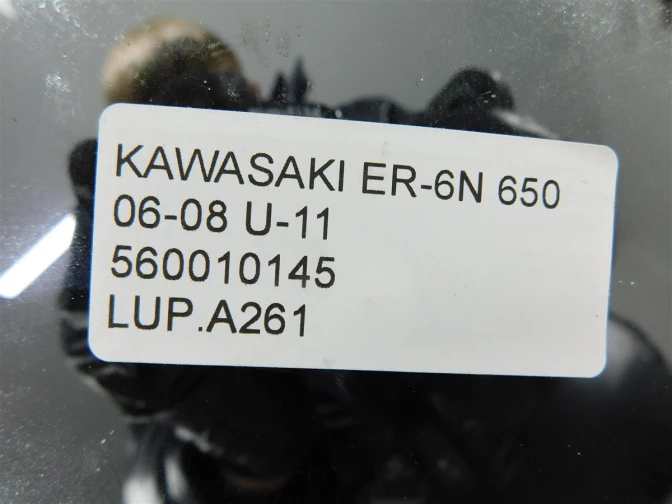 KAWASAKI ER-6N 650
06-08 U-11
560010145
LUP.A261